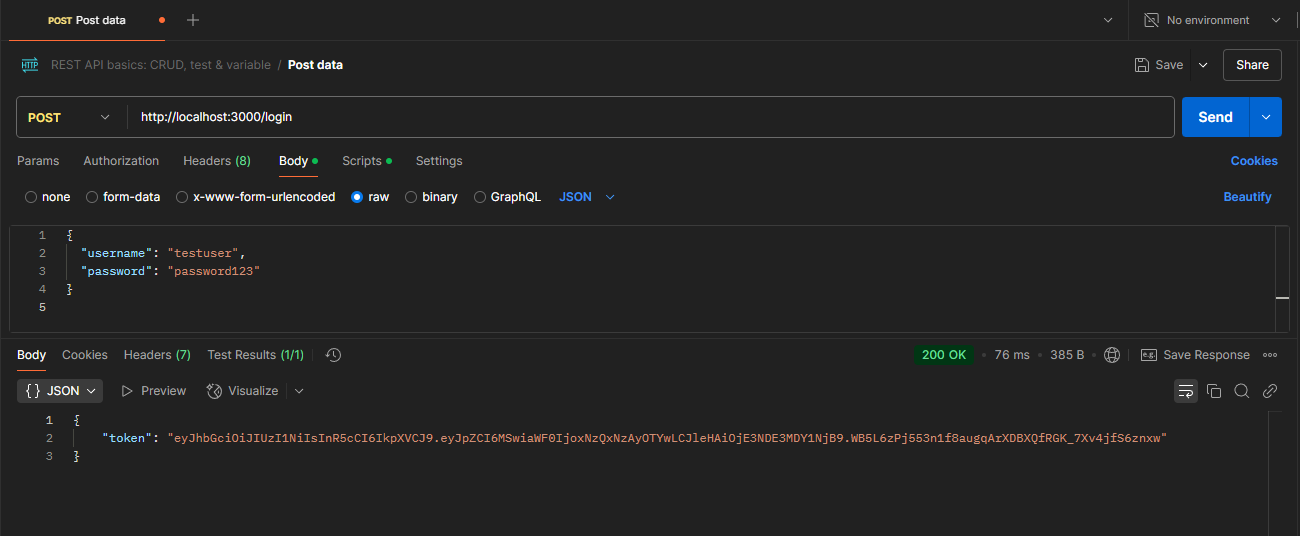 POST Post data
No environment
HTTP REST API basics: CRUD, test & variable / Post data
Save
Share
POST
http://localhost:3000/login
Send
Params Authorization Headers (8) Body Scripts Settings Cookies
none form-data x-www-form-urlencoded raw binary GraphQL JSON Beautify
1 {
2 "username": "testuser",
3 "password": "password123"
4 }
5
Body Cookies Headers (7) Test Results (1/1) 200 OK • 76 ms • 385 B e.g. Save Response
{} JSON Preview Visualize
1 {
2 "token": "eyJhbGciOiJIUzI1NiIsInR5cCI6IkpXVCJ9.eyJpZCI6MSwiaWF0IjoxNzQxNzAyOTYwLCJleHAiOjE3NDE3MDY1NjB9.WB5L6zPj553n1f8augqArXDBXQfRGK_7Xv4jfS6znxw"
3 }